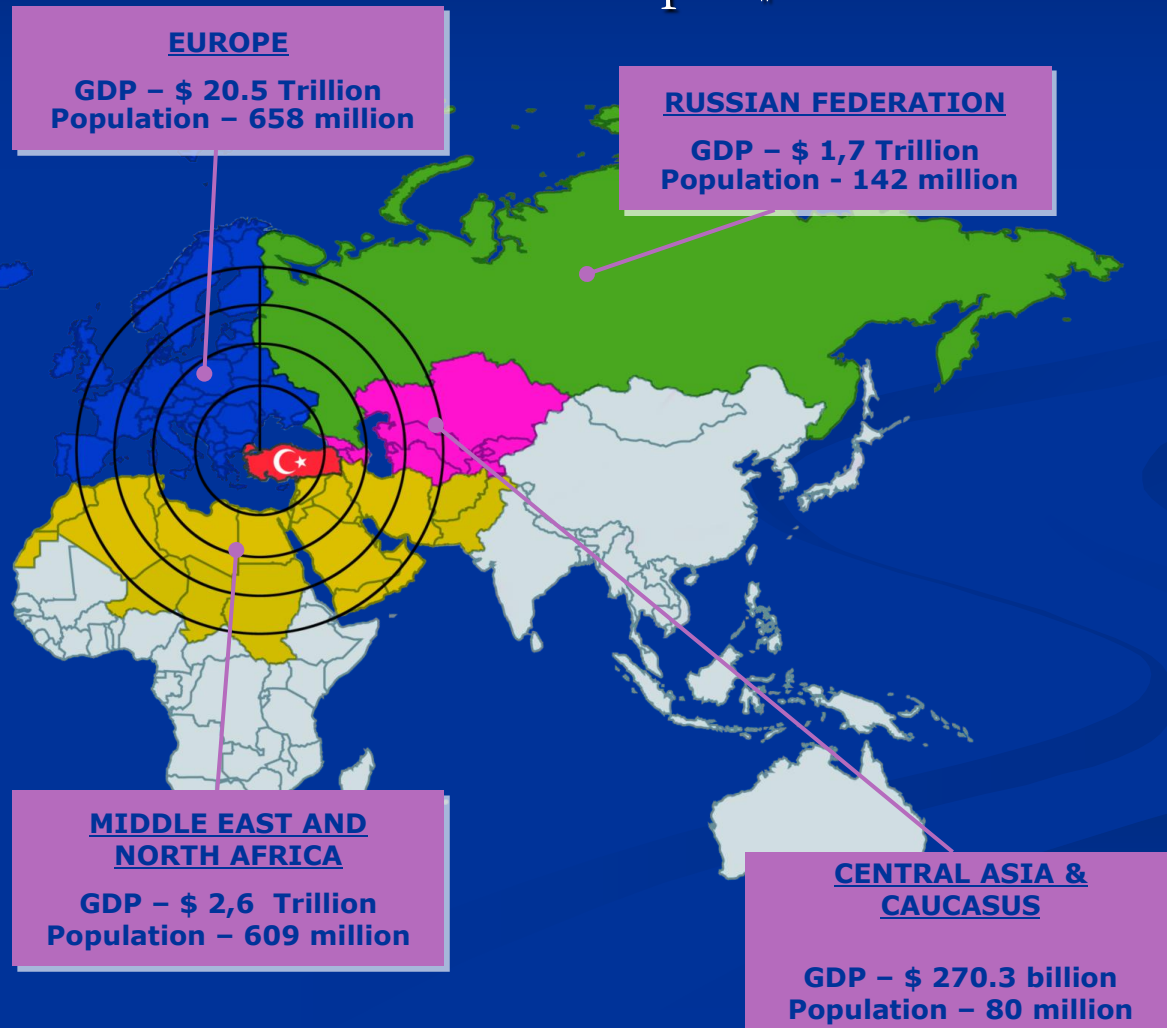 EUROPE
GDP – $ 20.5 Trillion
Population – 658 million
RUSSIAN FEDERATION
GDP – $ 1,7 Trillion
Population - 142 million
MIDDLE EAST AND
NORTH AFRICA
GDP – $ 2,6 Trillion
Population – 609 million
CENTRAL ASIA &
CAUCASUS
GDP – $ 270.3 billion
Population – 80 million